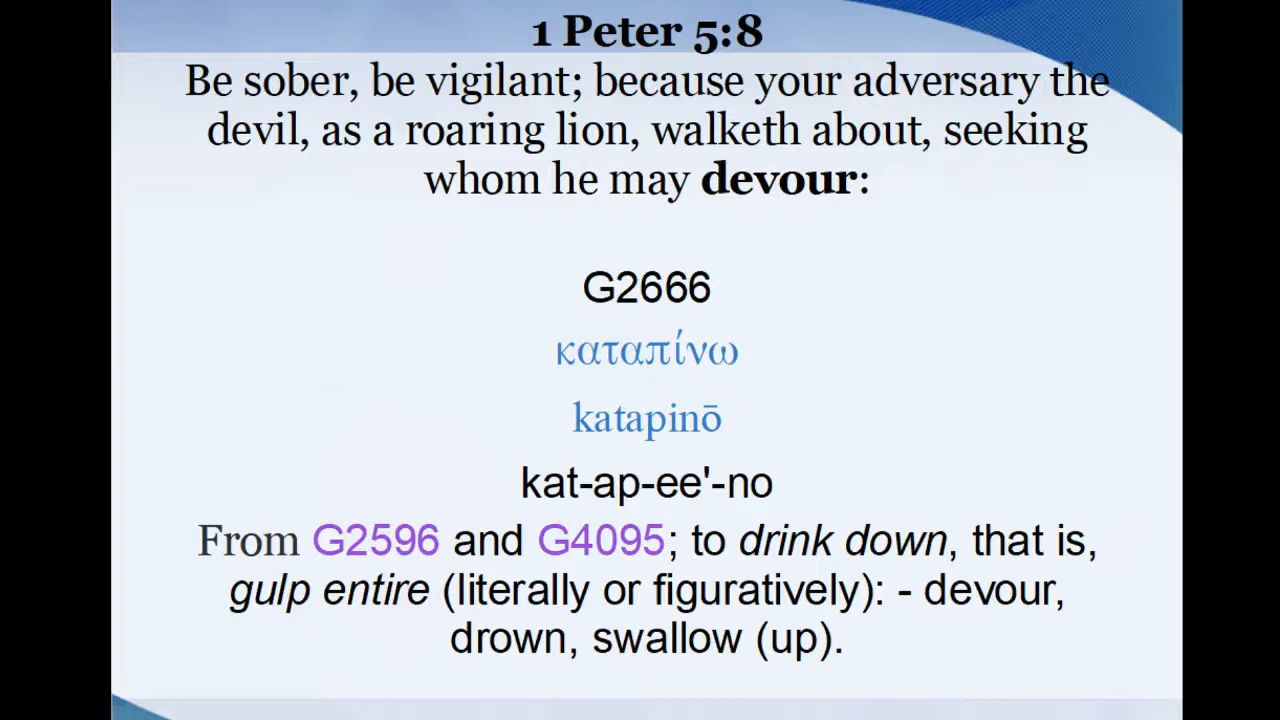 1 Peter 5:8
Be sober, be vigilant; because your adversary the
devil, as a roaring lion, walketh about, seeking
whom he may devour:
G2666
καταπίνω
katapinō
kat-ap-ee'-no
From G2596 and G4095; to drink down, that is,
gulp entire (literally or figuratively): - devour,
drown, swallow (up).